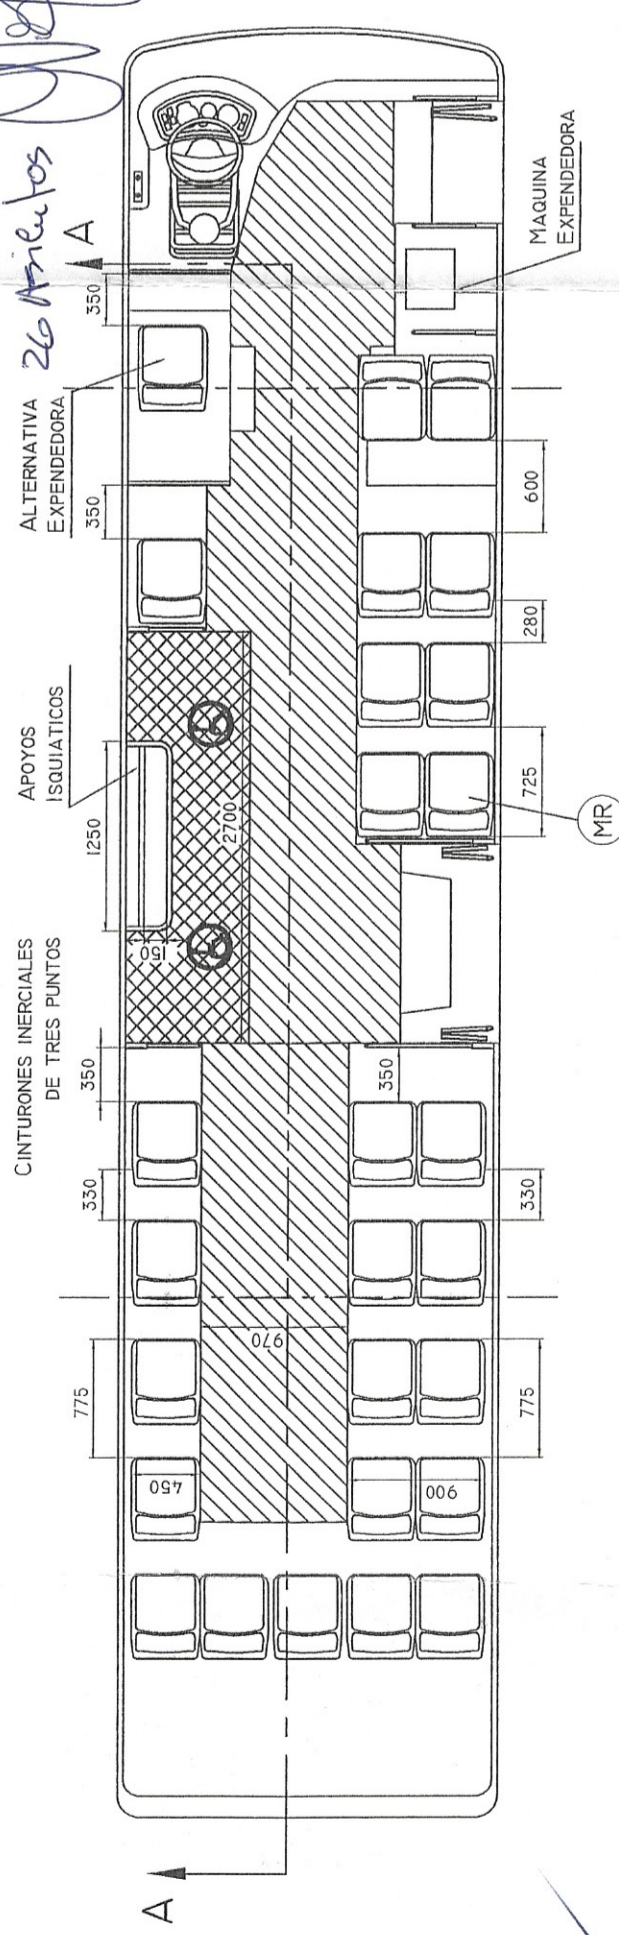 26 Asientos
A
ALTERNATIVA
EXPENDEDORA
350
350
MAQUINA
EXPENDEDORA
600
280
725
MR
APOYOS
ISQUIATICOS
1250
2700
150
CINTURONES INERCIALES
DE TRES PUNTOS
350
350
330
330
970
775
775
450
900
A